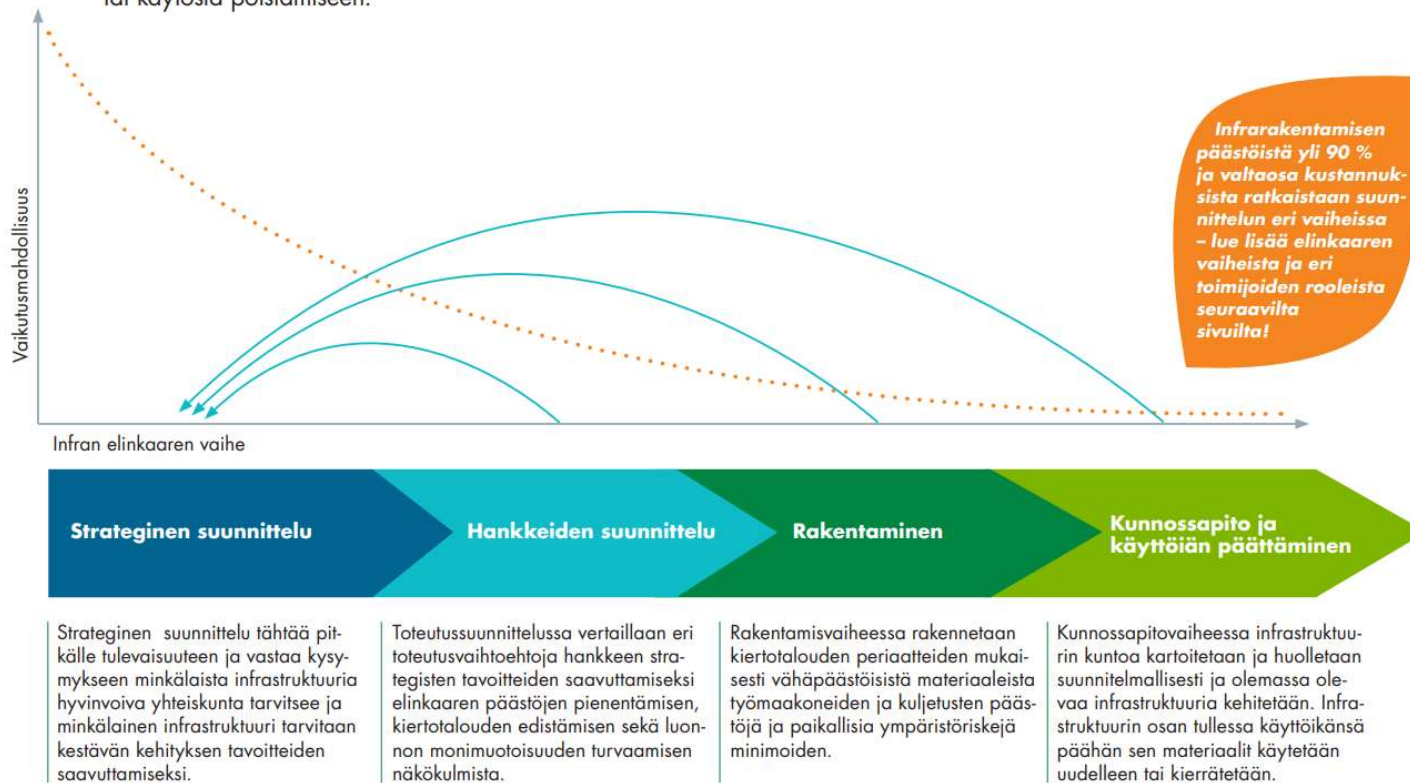 tai käytöstä poistamiseen.
Vaikutusmahdollisuus
Infrarakentamisen
päästöistä yli 90 %
ja valtaosa kustannuk-
sista ratkaistaan suun-
nittelun eri vaiheissa
– lue lisää elinkaaren
vaiheista ja eri
toimijoiden rooleista
seuraavilta
sivuilta!
Infran elinkaaren vaihe
Strateginen suunnittelu
Hankkeiden suunnittelu
Rakentaminen
Kunnossapito ja
käyttöiän päättäminen
Strateginen suunnittelu tähtää pit-
källe tulevaisuuteen ja vastaa kysy-
mykseen minkälaista infrastruktuuria
hyvinvoiva yhteiskunta tarvitsee ja
minkälainen infrastruktuuri tarvitaan
kestävän kehityksen tavoitteiden
saavuttamiseksi.
Toteutussuunnittelussa vertaillaan eri
toteutusvaihtoehtoja hankkeen stra-
tegisten tavoitteiden saavuttamiseksi
elinkaaren päästöjen pienentämisen,
kiertotalouden edistämisen sekä luon-
non monimuotoisuuden turvaamisen
näkökulmista.
Rakentamisvaiheessa rakennetaan
kiertotalouden periaatteiden mukai-
sesti vähäpäästöisistä materiaaleista
työmaakoneiden ja kuljetusten pääs-
töjä ja paikallisia ympäristöriskejä
minimoiden.
Kunnossapitovaiheessa infrastruktuu-
rin kuntoa kartoitetaan ja huolletaan
suunnitelmallisesti ja olemassa ole-
vaa infrastruktuuria kehitetään. Infra-
struktuurin osan tullessa käyttöikänsä
päähän sen materiaalit käytetään
uudelleen tai kierrätetään.